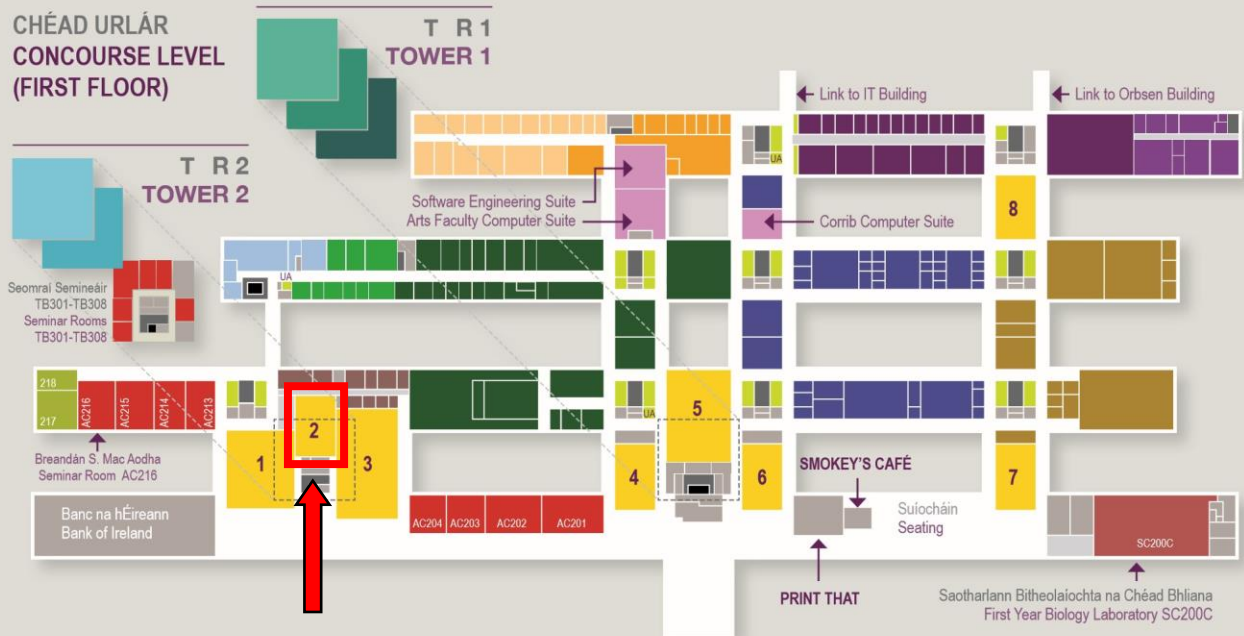 CHÉAD URLÁR
CONCOURSE LEVEL
(FIRST FLOOR)
T R 1
TOWER 1
T R 2
TOWER 2
Link to IT Building
Link to Orbsen Building
UA
Software Engineering Suite
Arts Faculty Computer Suite
Corrib Computer Suite
8
Seomraí Semineáir
TB301-TB308
Seminar Rooms
TB301-TB308
UA
218
217
AC216
AC215
AC214
AC213
Breandán S. Mac Aodha
Seminar Room AC216
1
2
3
UA
4
5
6
7
SMOKEY'S CAFÉ
Suíocháin
Seating
Banc na hÉireann
Bank of Ireland
AC204
AC203
AC202
AC201
SC200C
PRINT THAT
Saotharlann Bitheolaíochta na Chéad Bhliana
First Year Biology Laboratory SC200C